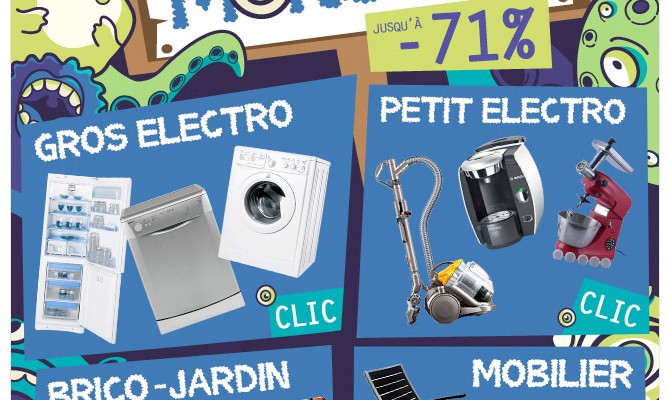 JUSQU'À
-71%
GROS ELECTRO
PETIT ELECTRO
CLIC
CLIC
BRICO-JARDIN
MOBILIER